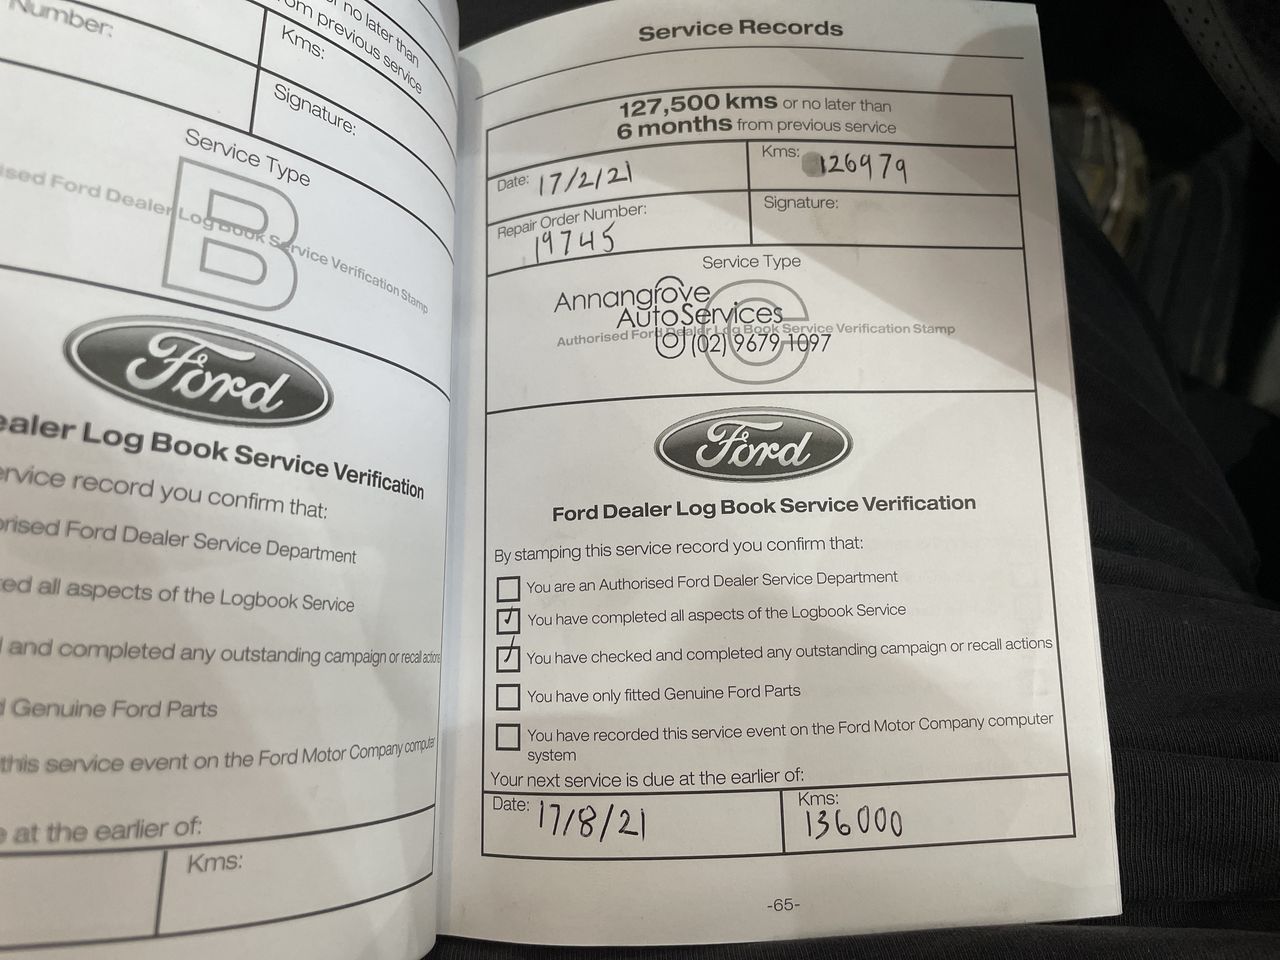 Number:
or no later than
from previous service
Kms:
Signature:
Service Type
B
Ford Dealer Log Book Service Verification Stamp
Ford
Dealer Log Book Service Verification
service record you confirm that:
Ford Dealer Service Department
all aspects of the Logbook Service
and completed any outstanding campaign or recall actions
Genuine Ford Parts
this service event on the Ford Motor Company computer
at the earlier of:
Kms:
Service Records
127,500 kms or no later than
6 months from previous service
Date: 17/2/21
Kms: 126979
Repair Order Number:
19745
Signature:
Service Type
C
Annangrove
AutoServices
Authorised Ford Dealer Log Book Service Verification Stamp
(02) 9679 1097
Ford
Ford Dealer Log Book Service Verification
By stamping this service record you confirm that:
You are an Authorised Ford Dealer Service Department
You have completed all aspects of the Logbook Service
You have checked and completed any outstanding campaign or recall actions
You have only fitted Genuine Ford Parts
You have recorded this service event on the Ford Motor Company computer
system
Your next service is due at the earlier of:
Date: 17/8/21
Kms:
136000
-65-